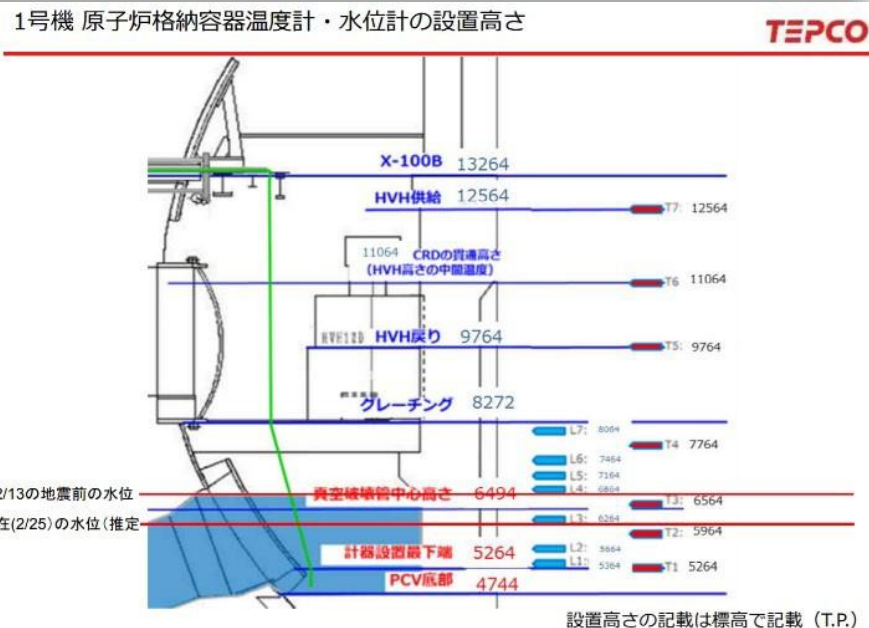 1号機 原子炉格納容器温度計・水位計の設置高さ
TEPCO
X-100B 13264
HVH供給 12564
T7: 12564
11064 CRDの貫通高さ
(HVH高さの中間温度)
T6 11064
HVH12D HVH戻り 9764
T5: 9764
グレーチング 8272
L7: 8064
T4 7764
L6: 7464
L5: 7164
L4: 6864
2/13の地震前の水位
真空破壊管中心高さ 6494
T3: 6564
在(2/25)の水位(推定
L3: 6264
T2: 5964
計器設置最下端 5264
L2: 5664
L1: 5364
T1 5264
PCV底部 4744
設置高さの記載は標高で記載(T.P.)